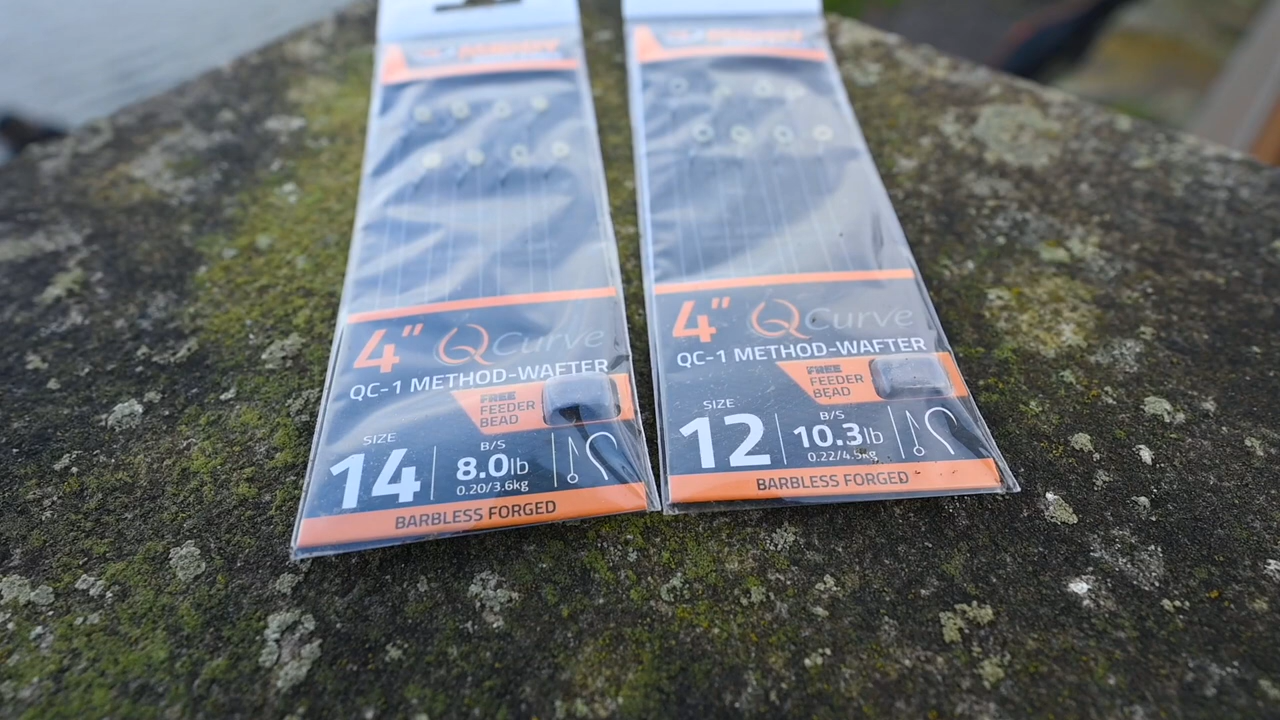 4" QCurve
QC-1 METHOD-WAFTER
FREE
FEEDER
BEAD
SIZE
14
B/S
8.0lb
0.20/3.6kg
BARBLESS FORGED
4" QCurve
QC-1 METHOD-WAFTER
FREE
FEEDER
BEAD
SIZE
12
B/S
10.3lb
0.22/4.5kg
BARBLESS FORGED